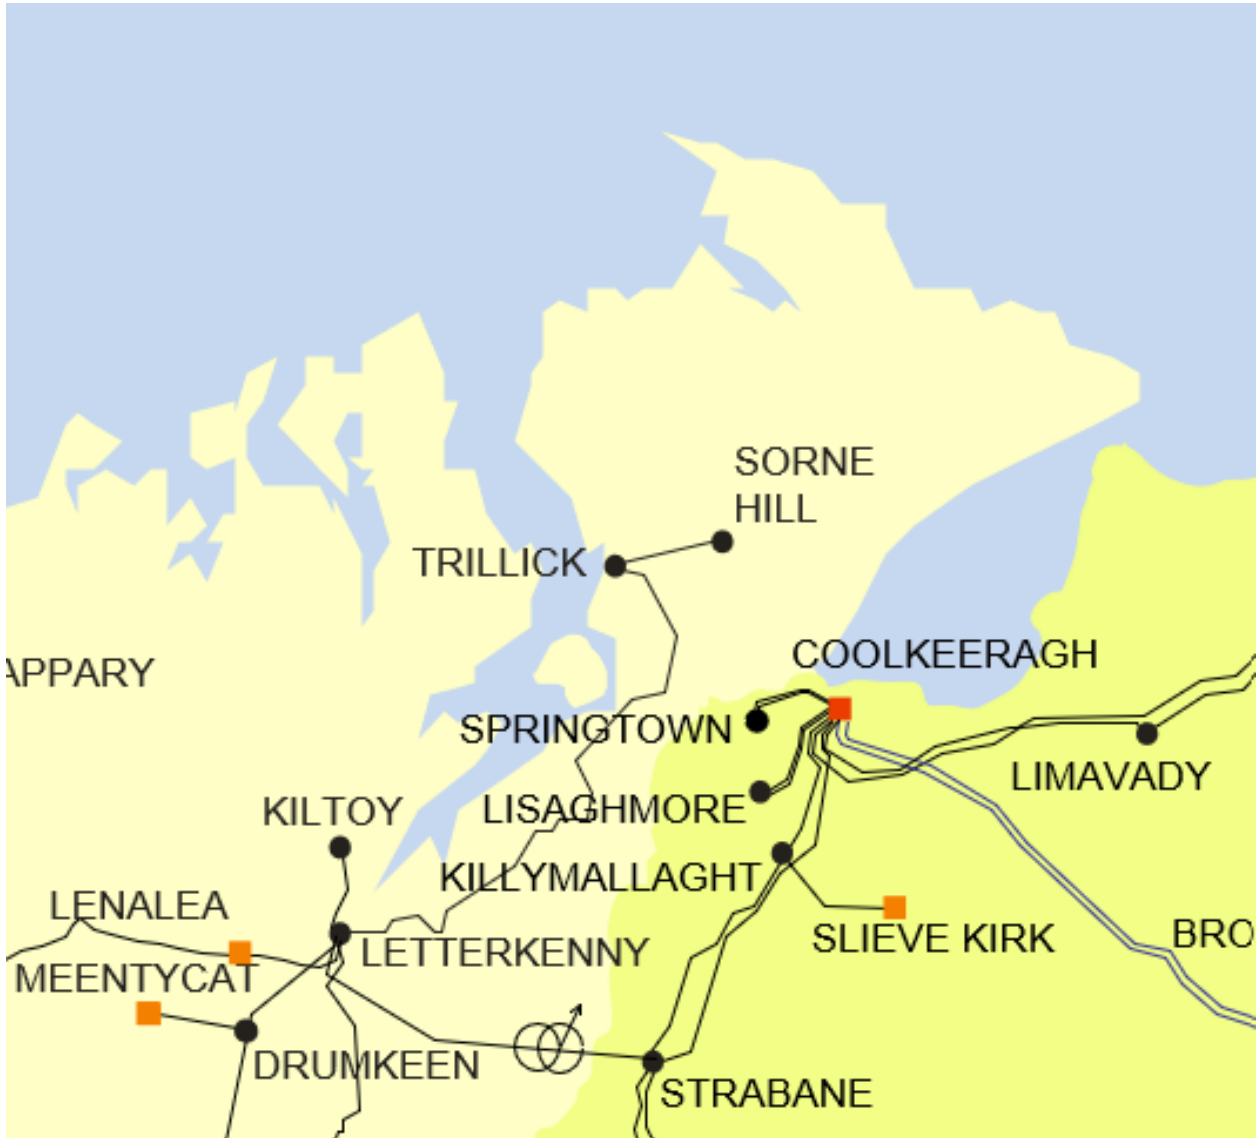 SORNE
HILL
TRILLICK
COOLKEERAGH
APPARY
SPRINGTOWN
LIMAVADY
LISAGHMORE
KILTOY
KILLYMALLAGHT
LENALEA
SLIEVE KIRK
BRO
LETTERKENNY
MEENTYCAT
DRUMKEEN
STRABANE